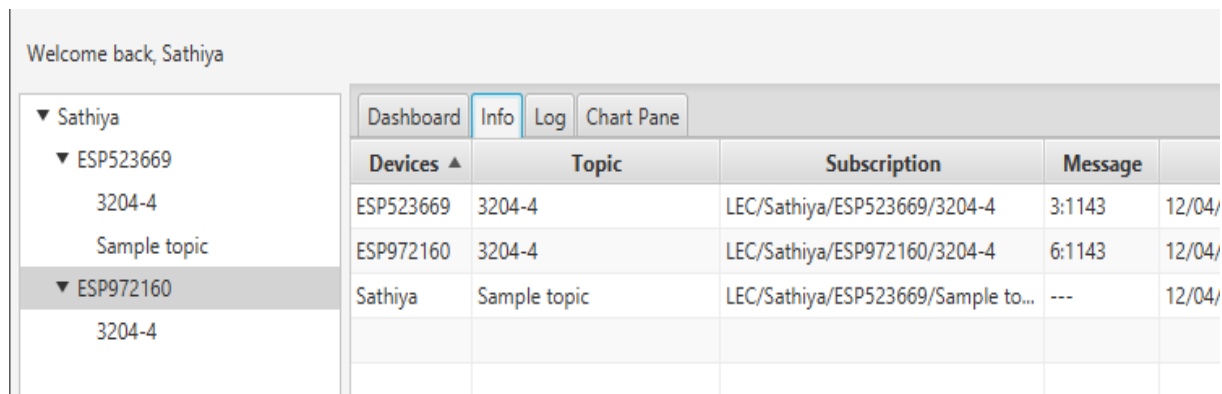 Welcome back, Sathiya
▼ Sathiya
▼ ESP523669
3204-4
Sample topic
▼ ESP972160
3204-4
Dashboard Info Log Chart Pane
Devices ▲ Topic Subscription Message
ESP523669 3204-4 LEC/Sathiya/ESP523669/3204-4 3:1143 12/04/
ESP972160 3204-4 LEC/Sathiya/ESP972160/3204-4 6:1143 12/04/
Sathiya Sample topic LEC/Sathiya/ESP523669/Sample to... --- 12/04/